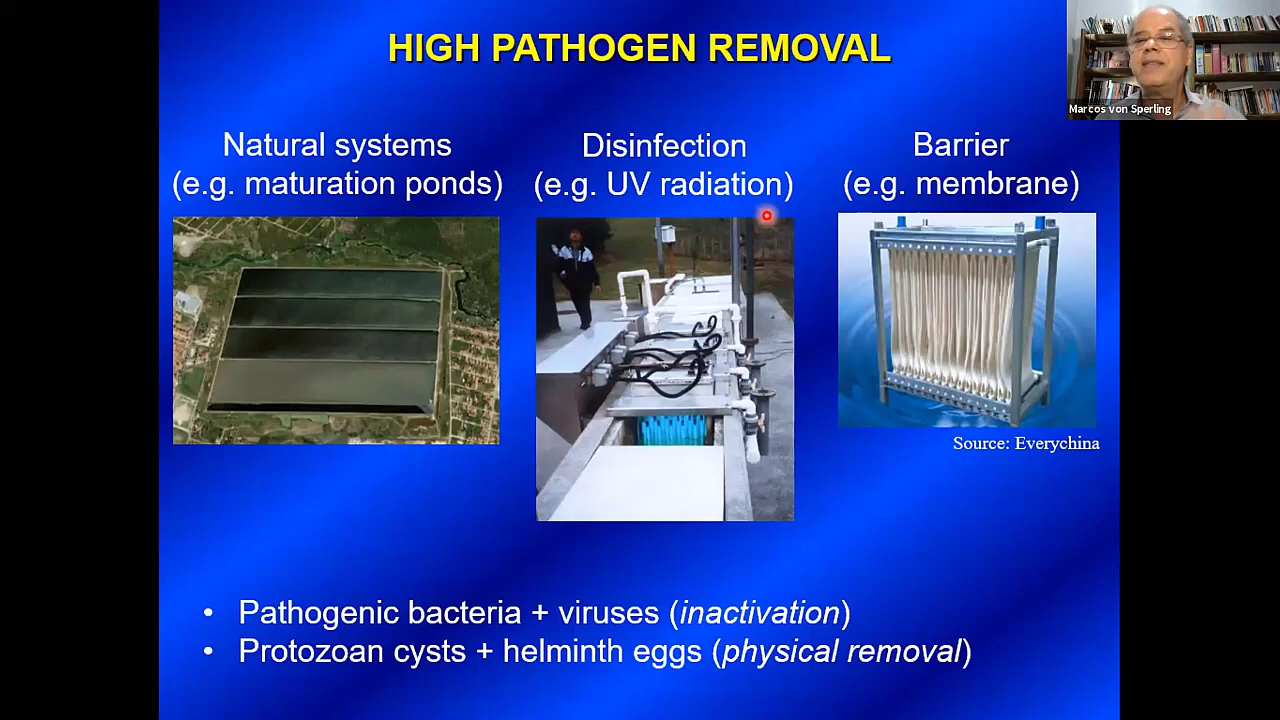 HIGH PATHOGEN REMOVAL
Marcos von Sperling
Natural systems
(e.g. maturation ponds)
Disinfection
(e.g. UV radiation)
Barrier
(e.g. membrane)
Source: Everychina
• Pathogenic bacteria + viruses (inactivation)
• Protozoan cysts + helminth eggs (physical removal)